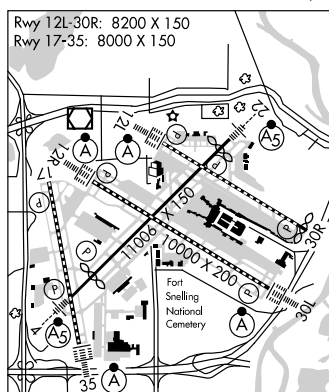 Rwy 12L-30R: 8200 X 150
Rwy 17-35: 8000 X 150
12L
P
22
A
A
A5
12R
P
17
P
P
P
30R
11006 X 150
10000 X 200
P
P
Fort
Snelling
National
Cemetery
30L
4
A5
A
35
A